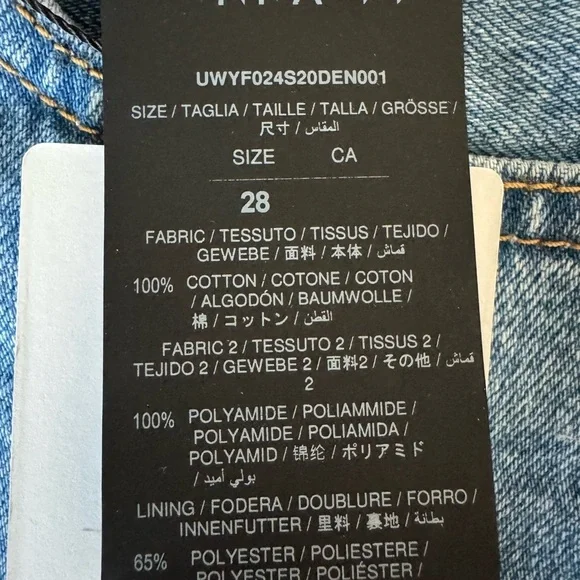 UWYF024S20DEN001
SIZE / TAGLIA / TAILLE / TALLA / GRÖSSE /
尺寸 / المقاس /
SIZE CA
28
FABRIC / TESSUTO / TISSUS / TEJIDO /
GEWEBE / 面料 / 本体 / قماش /
100% COTTON / COTONE / COTON
/ ALGODÓN / BAUMWOLLE /
棉 / コットン / القطن /
FABRIC 2 / TESSUTO 2 / TISSUS 2 /
TEJIDO 2 / GEWEBE 2 / 面料2 / その他 / قماش
2
100% POLYAMIDE / POLIAMMIDE /
POLYAMIDE / POLIAMIDA /
POLYAMID / 锦纶 / ポリアミド
/ بولي أميد /
LINING / FODERA / DOUBLURE / FORRO /
INNENFUTTER / 里料 / 裏地 / بطانة /
65% POLYESTER / POLIESTERE /
POLYESTER / POLIÉSTER /